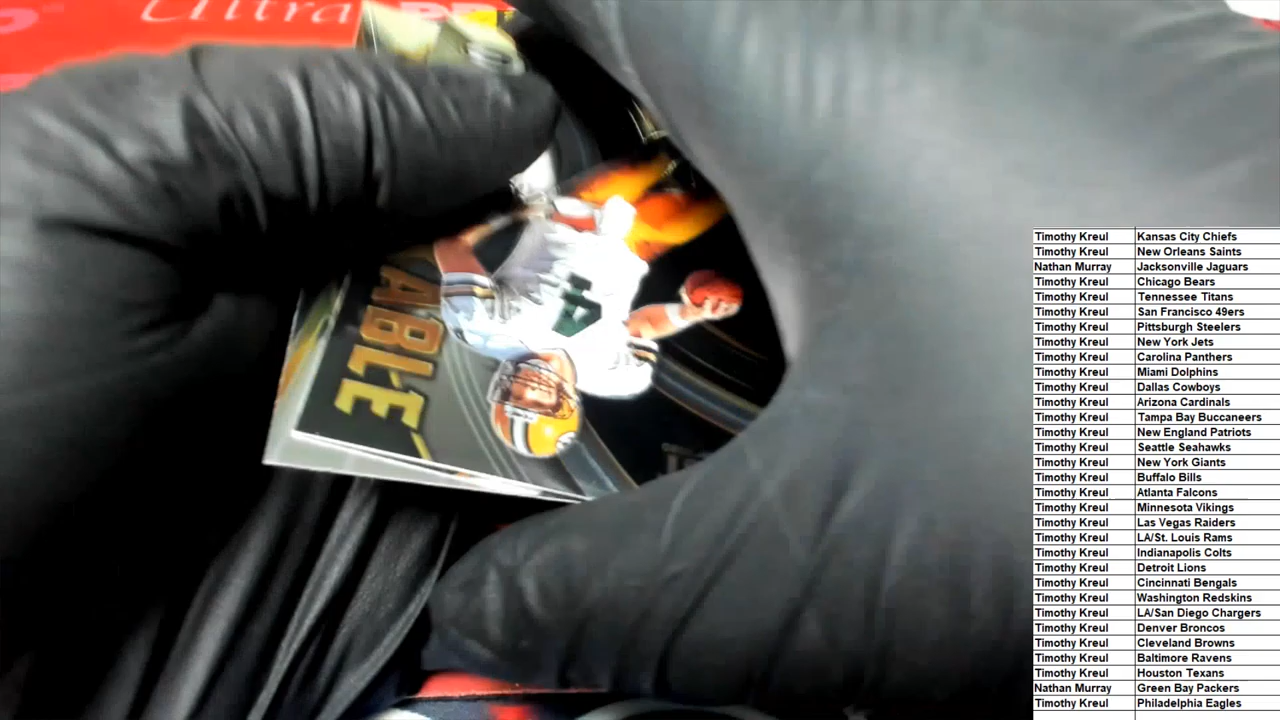 Ultra PRO
ABLE
4
Timothy Kreul Kansas City Chiefs
Timothy Kreul New Orleans Saints
Nathan Murray Jacksonville Jaguars
Timothy Kreul Chicago Bears
Timothy Kreul Tennessee Titans
Timothy Kreul San Francisco 49ers
Timothy Kreul Pittsburgh Steelers
Timothy Kreul New York Jets
Timothy Kreul Carolina Panthers
Timothy Kreul Miami Dolphins
Timothy Kreul Dallas Cowboys
Timothy Kreul Arizona Cardinals
Timothy Kreul Tampa Bay Buccaneers
Timothy Kreul New England Patriots
Timothy Kreul Seattle Seahawks
Timothy Kreul New York Giants
Timothy Kreul Buffalo Bills
Timothy Kreul Atlanta Falcons
Timothy Kreul Minnesota Vikings
Timothy Kreul Las Vegas Raiders
Timothy Kreul LA/St. Louis Rams
Timothy Kreul Indianapolis Colts
Timothy Kreul Detroit Lions
Timothy Kreul Cincinnati Bengals
Timothy Kreul Washington Redskins
Timothy Kreul LA/San Diego Chargers
Timothy Kreul Denver Broncos
Timothy Kreul Cleveland Browns
Timothy Kreul Baltimore Ravens
Timothy Kreul Houston Texans
Nathan Murray Green Bay Packers
Timothy Kreul Philadelphia Eagles